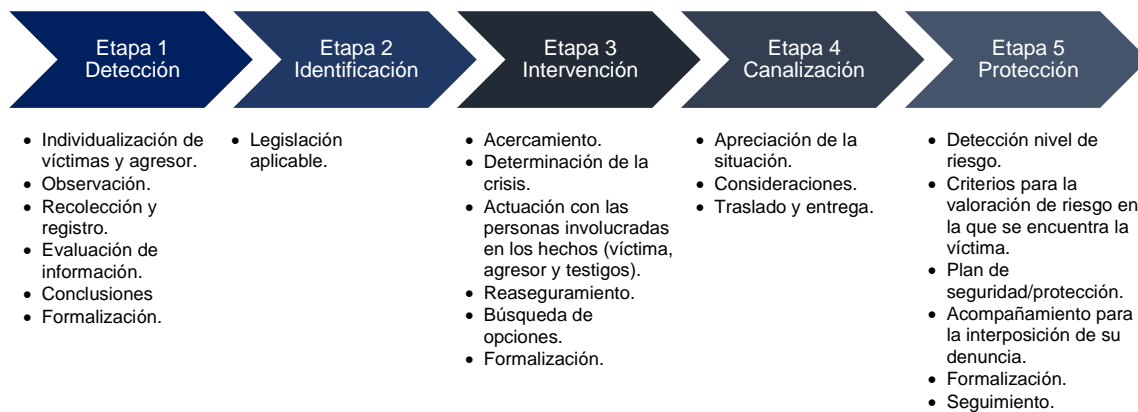 Etapa 1
Detección
Etapa 2
Identificación
Etapa 3
Intervención
Etapa 4
Canalización
Etapa 5
Protección
• Individualización de
víctimas y agresor.
• Observación.
• Recolección y
registro.
• Evaluación de
información.
• Conclusiones
• Formalización.
• Legislación
aplicable.
• Acercamiento.
• Determinación de la
crisis.
• Actuación con las
personas involucradas
en los hechos (víctima,
agresor y testigos).
• Reaseguramiento.
• Búsqueda de
opciones.
• Formalización.
• Apreciación de la
situación.
• Consideraciones.
• Traslado y entrega.
• Detección nivel de
riesgo.
• Criterios para la
valoración de riesgo en
la que se encuentra la
víctima.
• Plan de
seguridad/protección.
• Acompañamiento para
la interposición de su
denuncia.
• Formalización.
• Seguimiento.